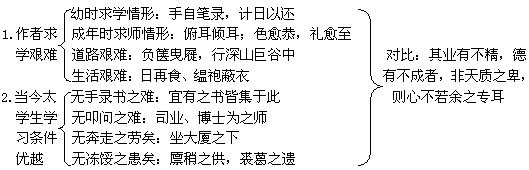 1.作者求
学艰难
幼时求学情形：手自笔录，计日以还
成年时求师情形：俯耳倾耳；色愈恭，礼愈至
道路艰难：负箧曳屣，行深山巨谷中
生活艰难：日再食、缊袍蔽衣
2.当今太
学生学
习条件
优越
无手录书之难：宜有之书皆集于此
无叩问之难：司业、博士为之师
无奔走之劳矣：坐大厦之下
无冻馁之患矣：禀稍之供，裘葛之遗
对比：其业有不精，德
有不成者，非天质之卑，
则心不若余之专耳